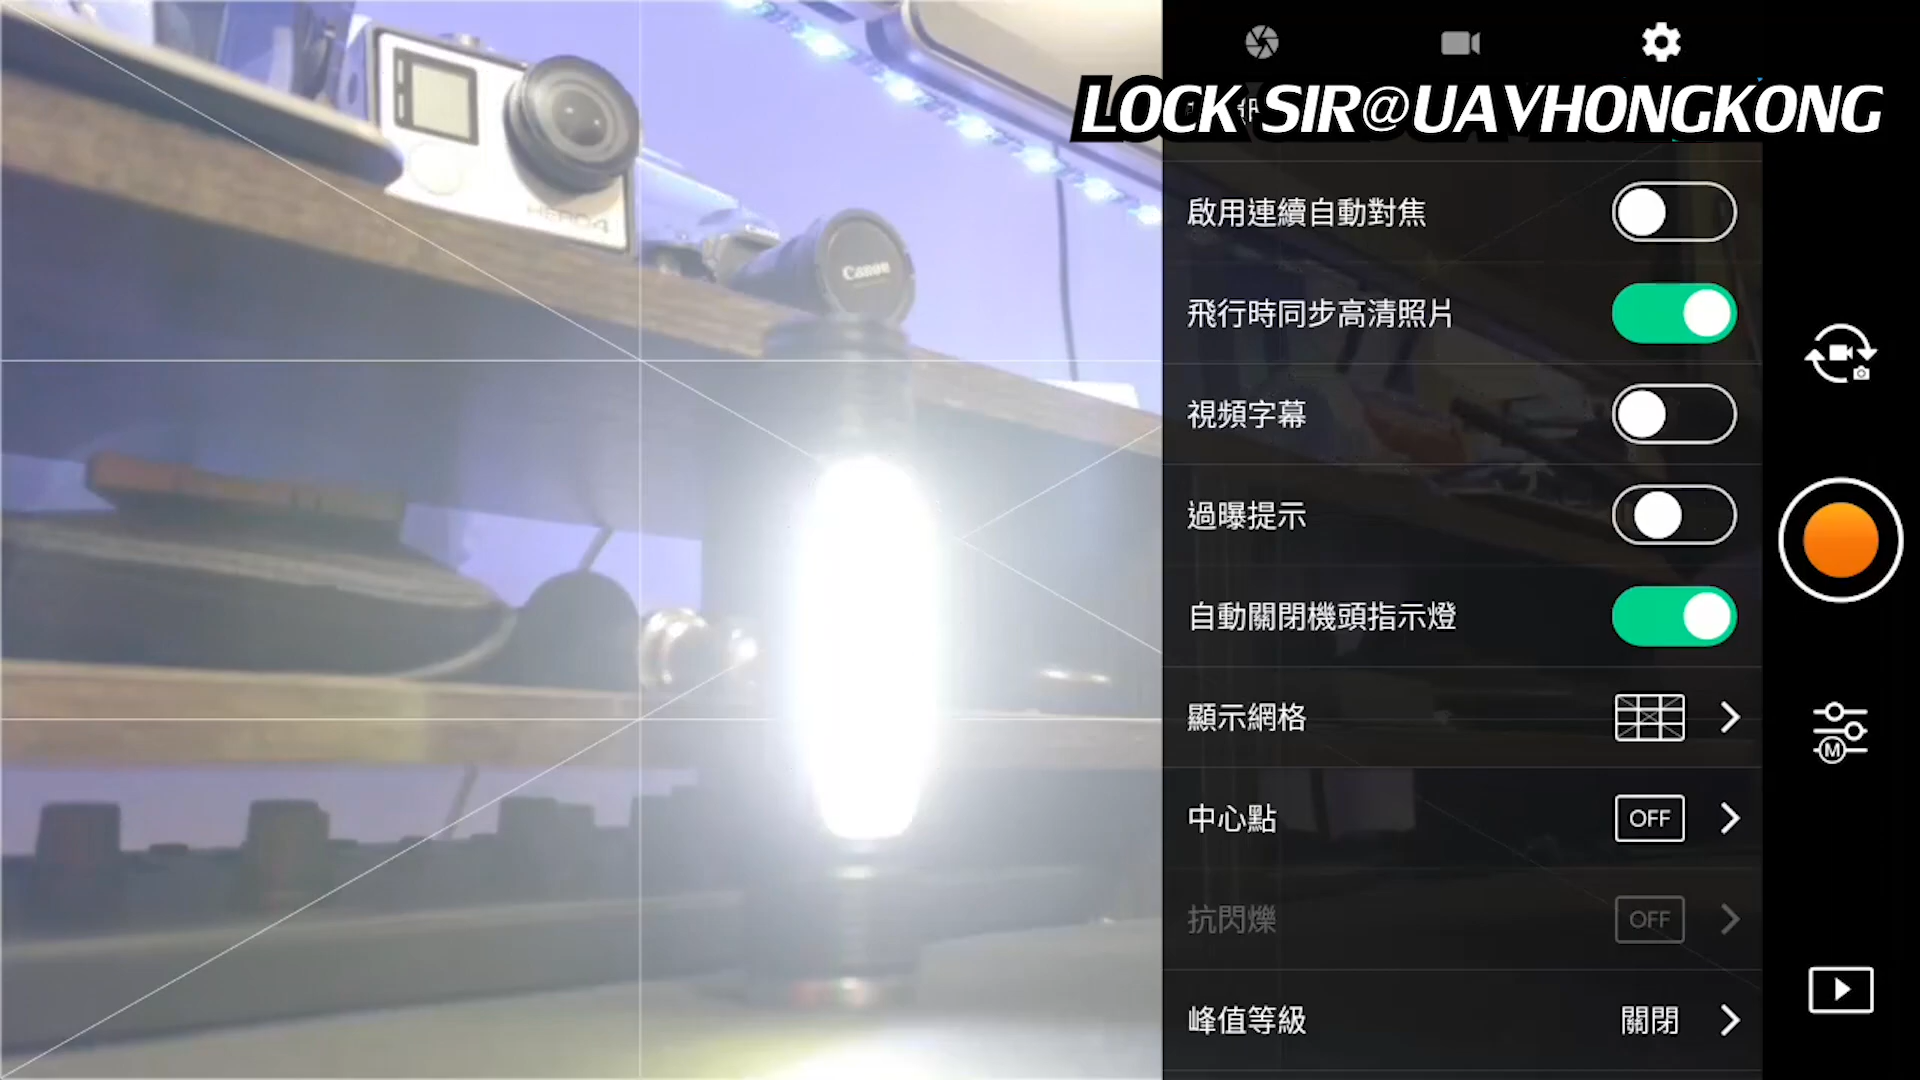 LOCK SIR@UAVHONGKONG
HERO4
Canon
Canon
啟用連續自動對焦
飛行時同步高清照片
視頻字幕
過曝提示
自動關閉機頭指示燈
顯示網格
中心點 OFF
抗閃爍 OFF
峰值等級 關閉
M